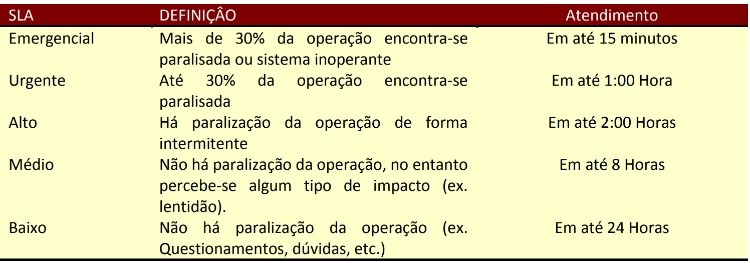 SLA DEFINIÇÂO Atendimento
Emergencial Mais de 30% da operação encontra-se Em até 15 minutos
paralisada ou sistema inoperante
Urgente Até 30% da operação encontra-se Em até 1:00 Hora
paralisada
Alto Há paralização da operação de forma Em até 2:00 Horas
intermitente
Médio Não há paralização da operação, no entanto Em até 8 Horas
percebe-se algum tipo de impacto (ex.
lentidão).
Baixo Não há paralização da operação (ex. Em até 24 Horas
Questionamentos, dúvidas, etc.)